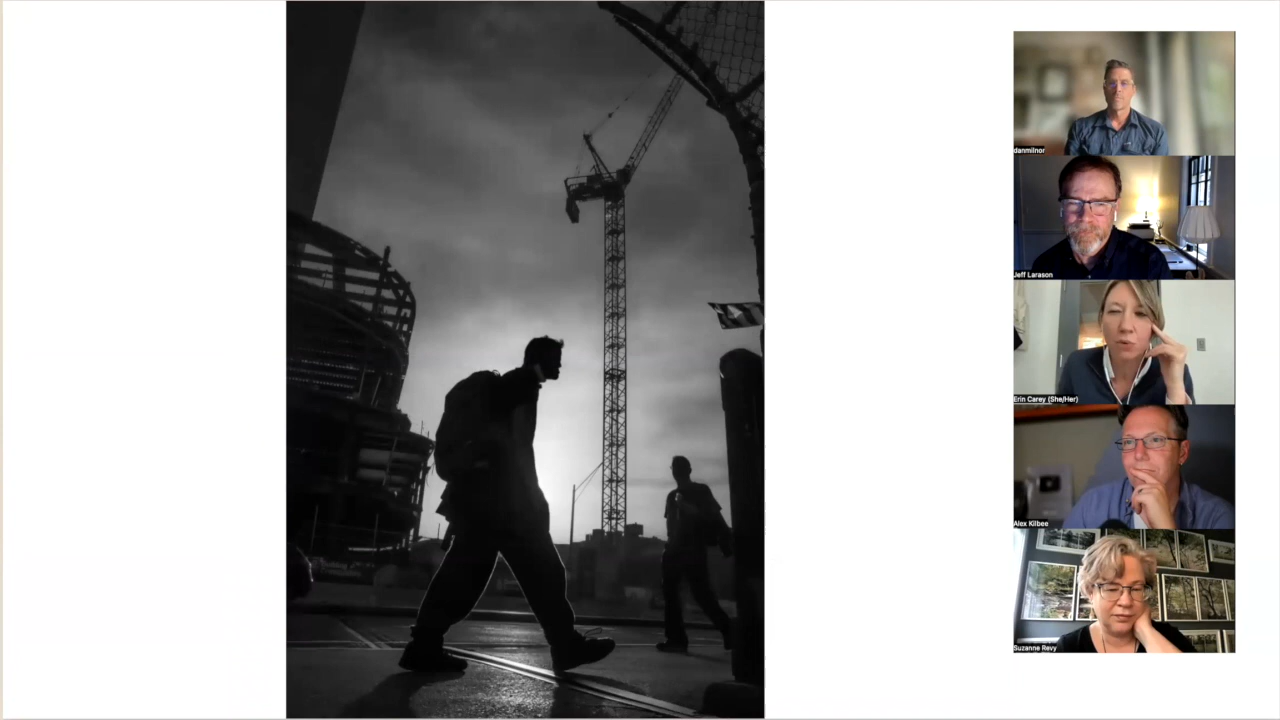 danmilnor
Jeff Larason
Erin Carey (She/Her)
Alex Kilbee
Suzanne Revy